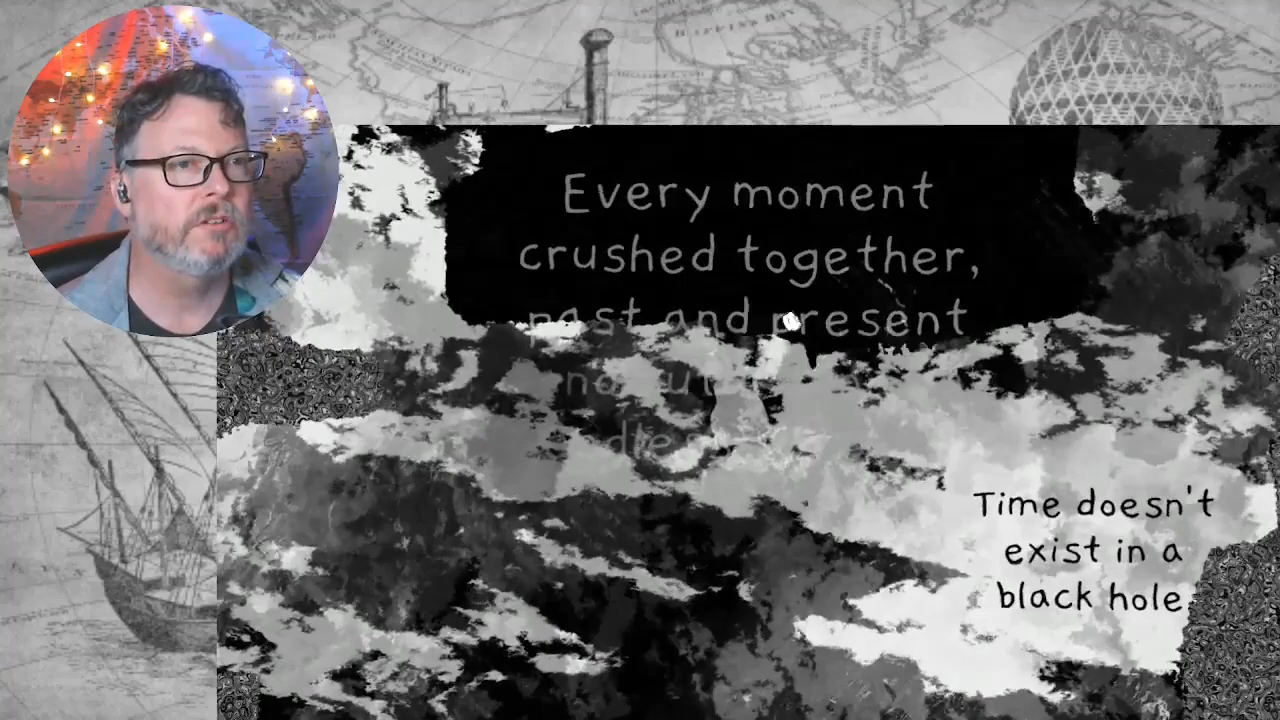 Every moment
crushed together,
past and present
Time doesn't
exist in a
black hole